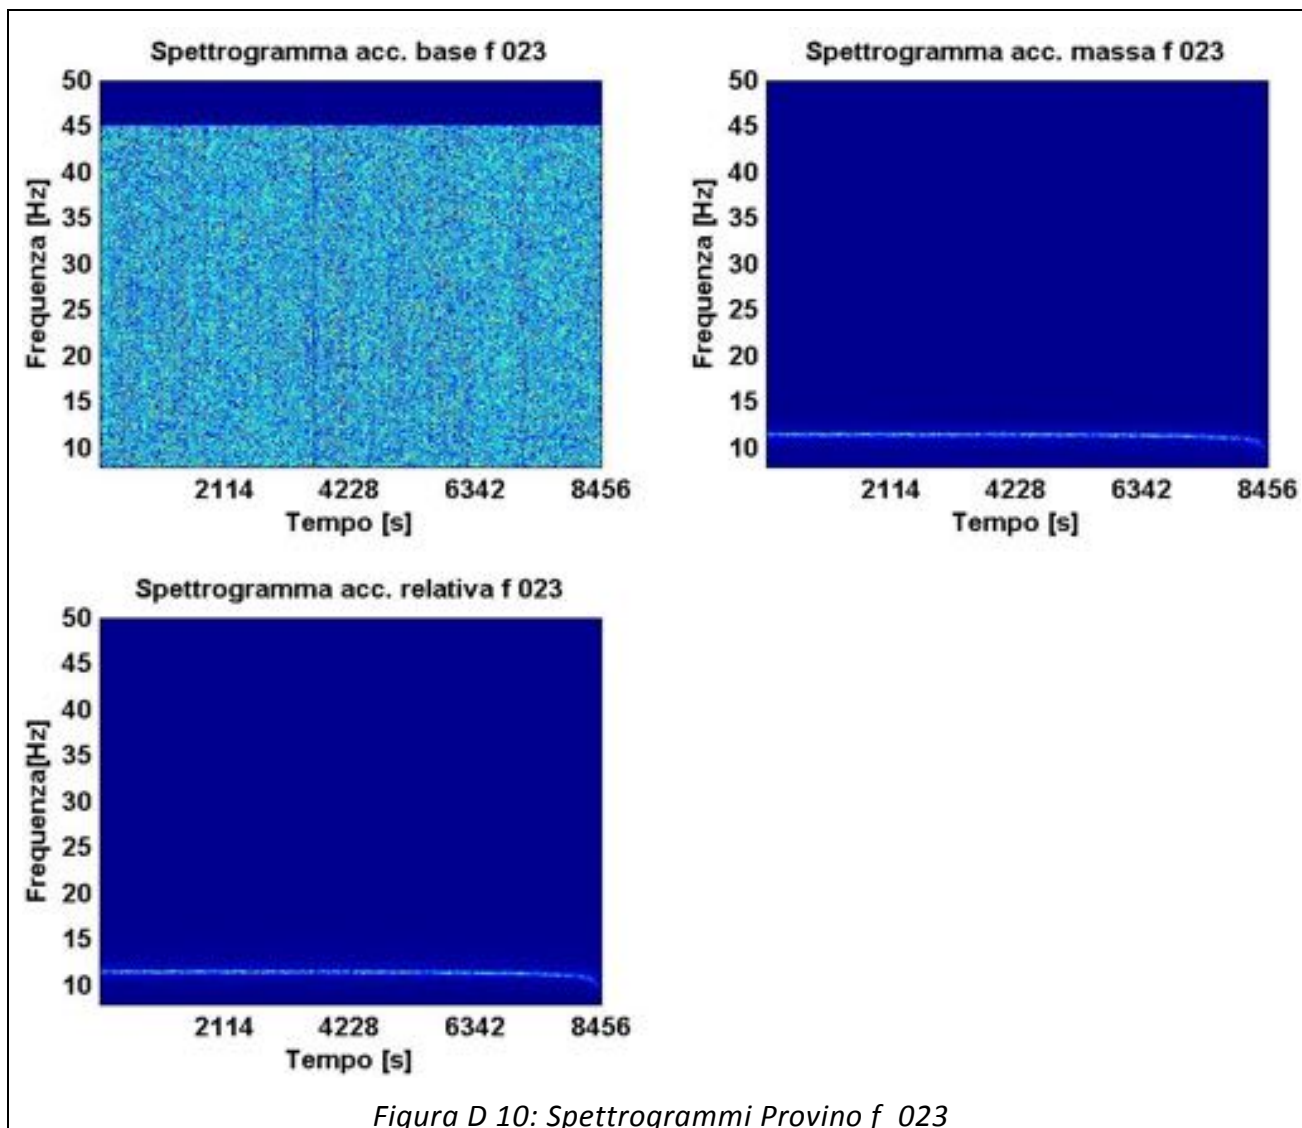 Spettrogramma acc. base f 023
50
45
40
35
30
25
20
15
10
Frequenza [Hz]
2114 4228 6342 8456
Tempo [s]
Spettrogramma acc. massa f 023
50
45
40
35
30
25
20
15
10
Frequenza [Hz]
2114 4228 6342 8456
Tempo [s]
Spettrogramma acc. relativa f 023
50
45
40
35
30
25
20
15
10
Frequenza[Hz]
2114 4228 6342 8456
Tempo [s]
Figura D 10: Spettrogrammi Provino f_023